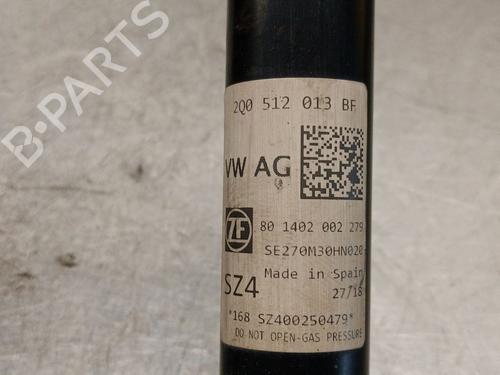 B-PARTS
2Q0 512 013 BF
VW AG
ZF
80 1402 002 279
SE270M30HN020
Made in Spain
SZ4
27/18
*168 SZ400250479*
DO NOT OPEN-GAS PRESSURE